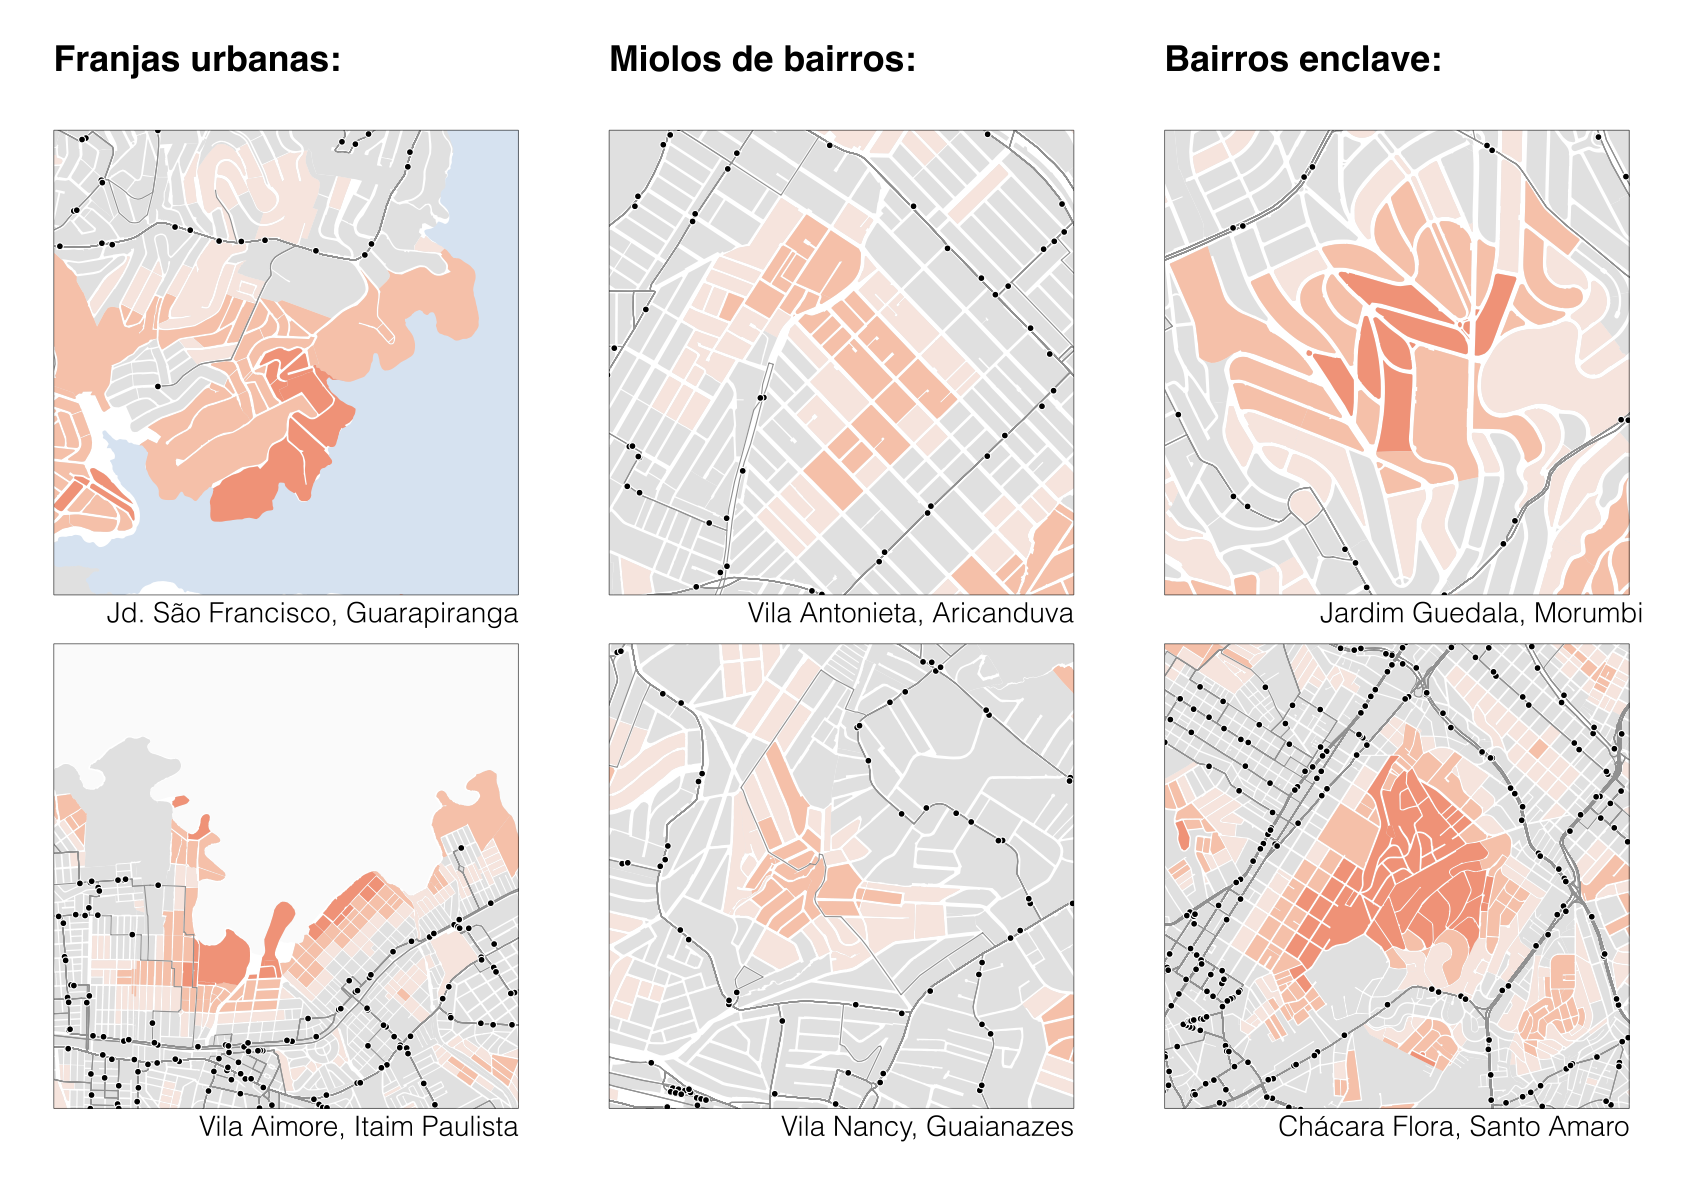 Franjas urbanas:
Miolos de bairros:
Bairros enclave:
Jd. São Francisco, Guarapiranga
Vila Antonieta, Aricanduva
Jardim Guedala, Morumbi
Vila Aimore, Itaim Paulista
Vila Nancy, Guaianazes
Chácara Flora, Santo Amaro